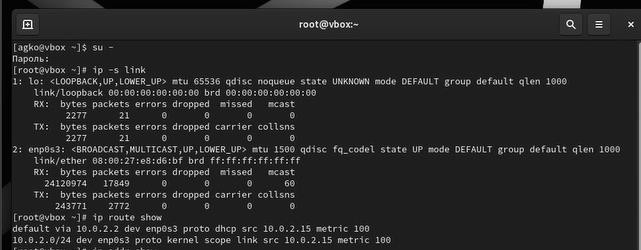 root@vbox:~
[agko@vbox ~]$ su -
Пароль:
[root@vbox ~]# ip -s link
1: lo: <LOOPBACK,UP,LOWER_UP> mtu 65536 qdisc noqueue state UNKNOWN mode DEFAULT group default qlen 1000
link/loopback 00:00:00:00:00:00 brd 00:00:00:00:00:00
RX: bytes packets errors dropped missed mcast
2277 21 0 0 0 0
TX: bytes packets errors dropped carrier collsns
2277 21 0 0 0 0
2: enp0s3: <BROADCAST,MULTICAST,UP,LOWER_UP> mtu 1500 qdisc fq_codel state UP mode DEFAULT group default qlen 1000
link/ether 08:00:27:e8:d6:bf brd ff:ff:ff:ff:ff:ff
RX: bytes packets errors dropped missed mcast
24120974 17849 0 0 0 60
TX: bytes packets errors dropped carrier collsns
243771 2772 0 0 0 0
[root@vbox ~]# ip route show
default via 10.0.2.2 dev enp0s3 proto dhcp src 10.0.2.15 metric 100
10.0.2.0/24 dev enp0s3 proto kernel scope link src 10.0.2.15 metric 100